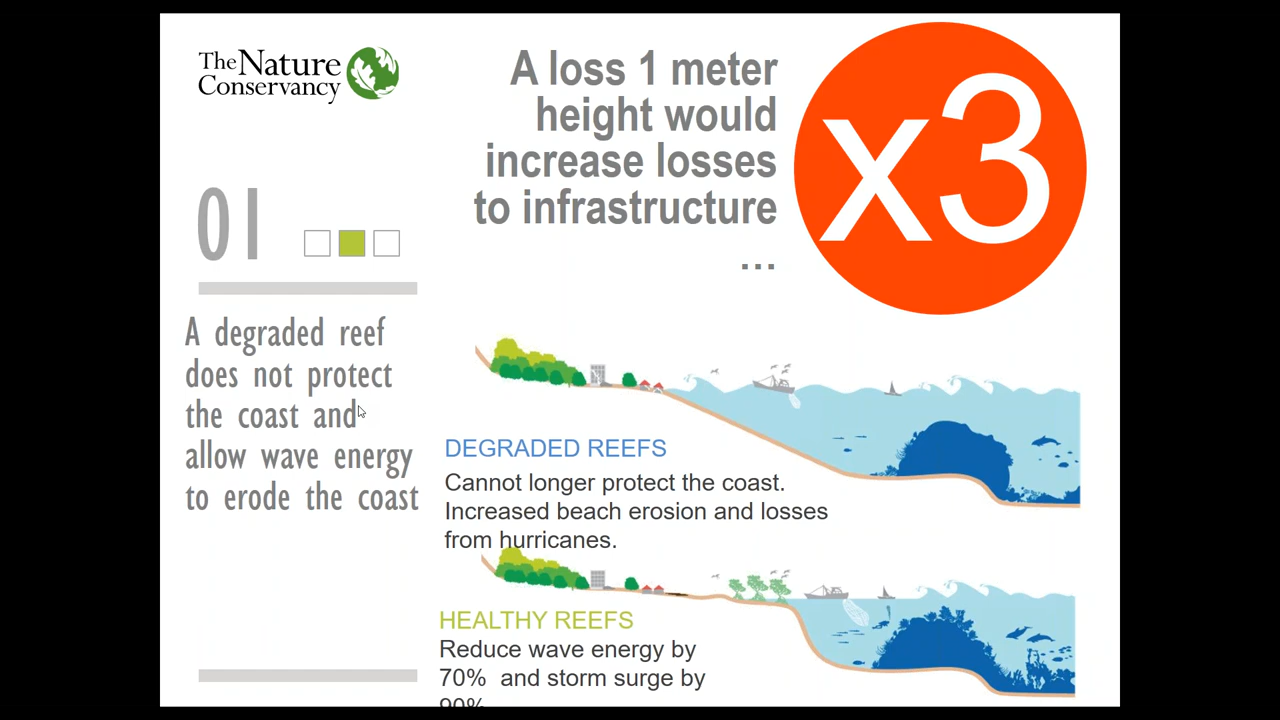 The Nature
Conservancy
A loss 1 meter
height would
increase losses
to infrastructure
...
x3
01
A degraded reef
does not protect
the coast and
allow wave energy
to erode the coast
DEGRADED REEFS
Cannot longer protect the coast.
Increased beach erosion and losses
from hurricanes.
HEALTHY REEFS
Reduce wave energy by
70% and storm surge by
90%